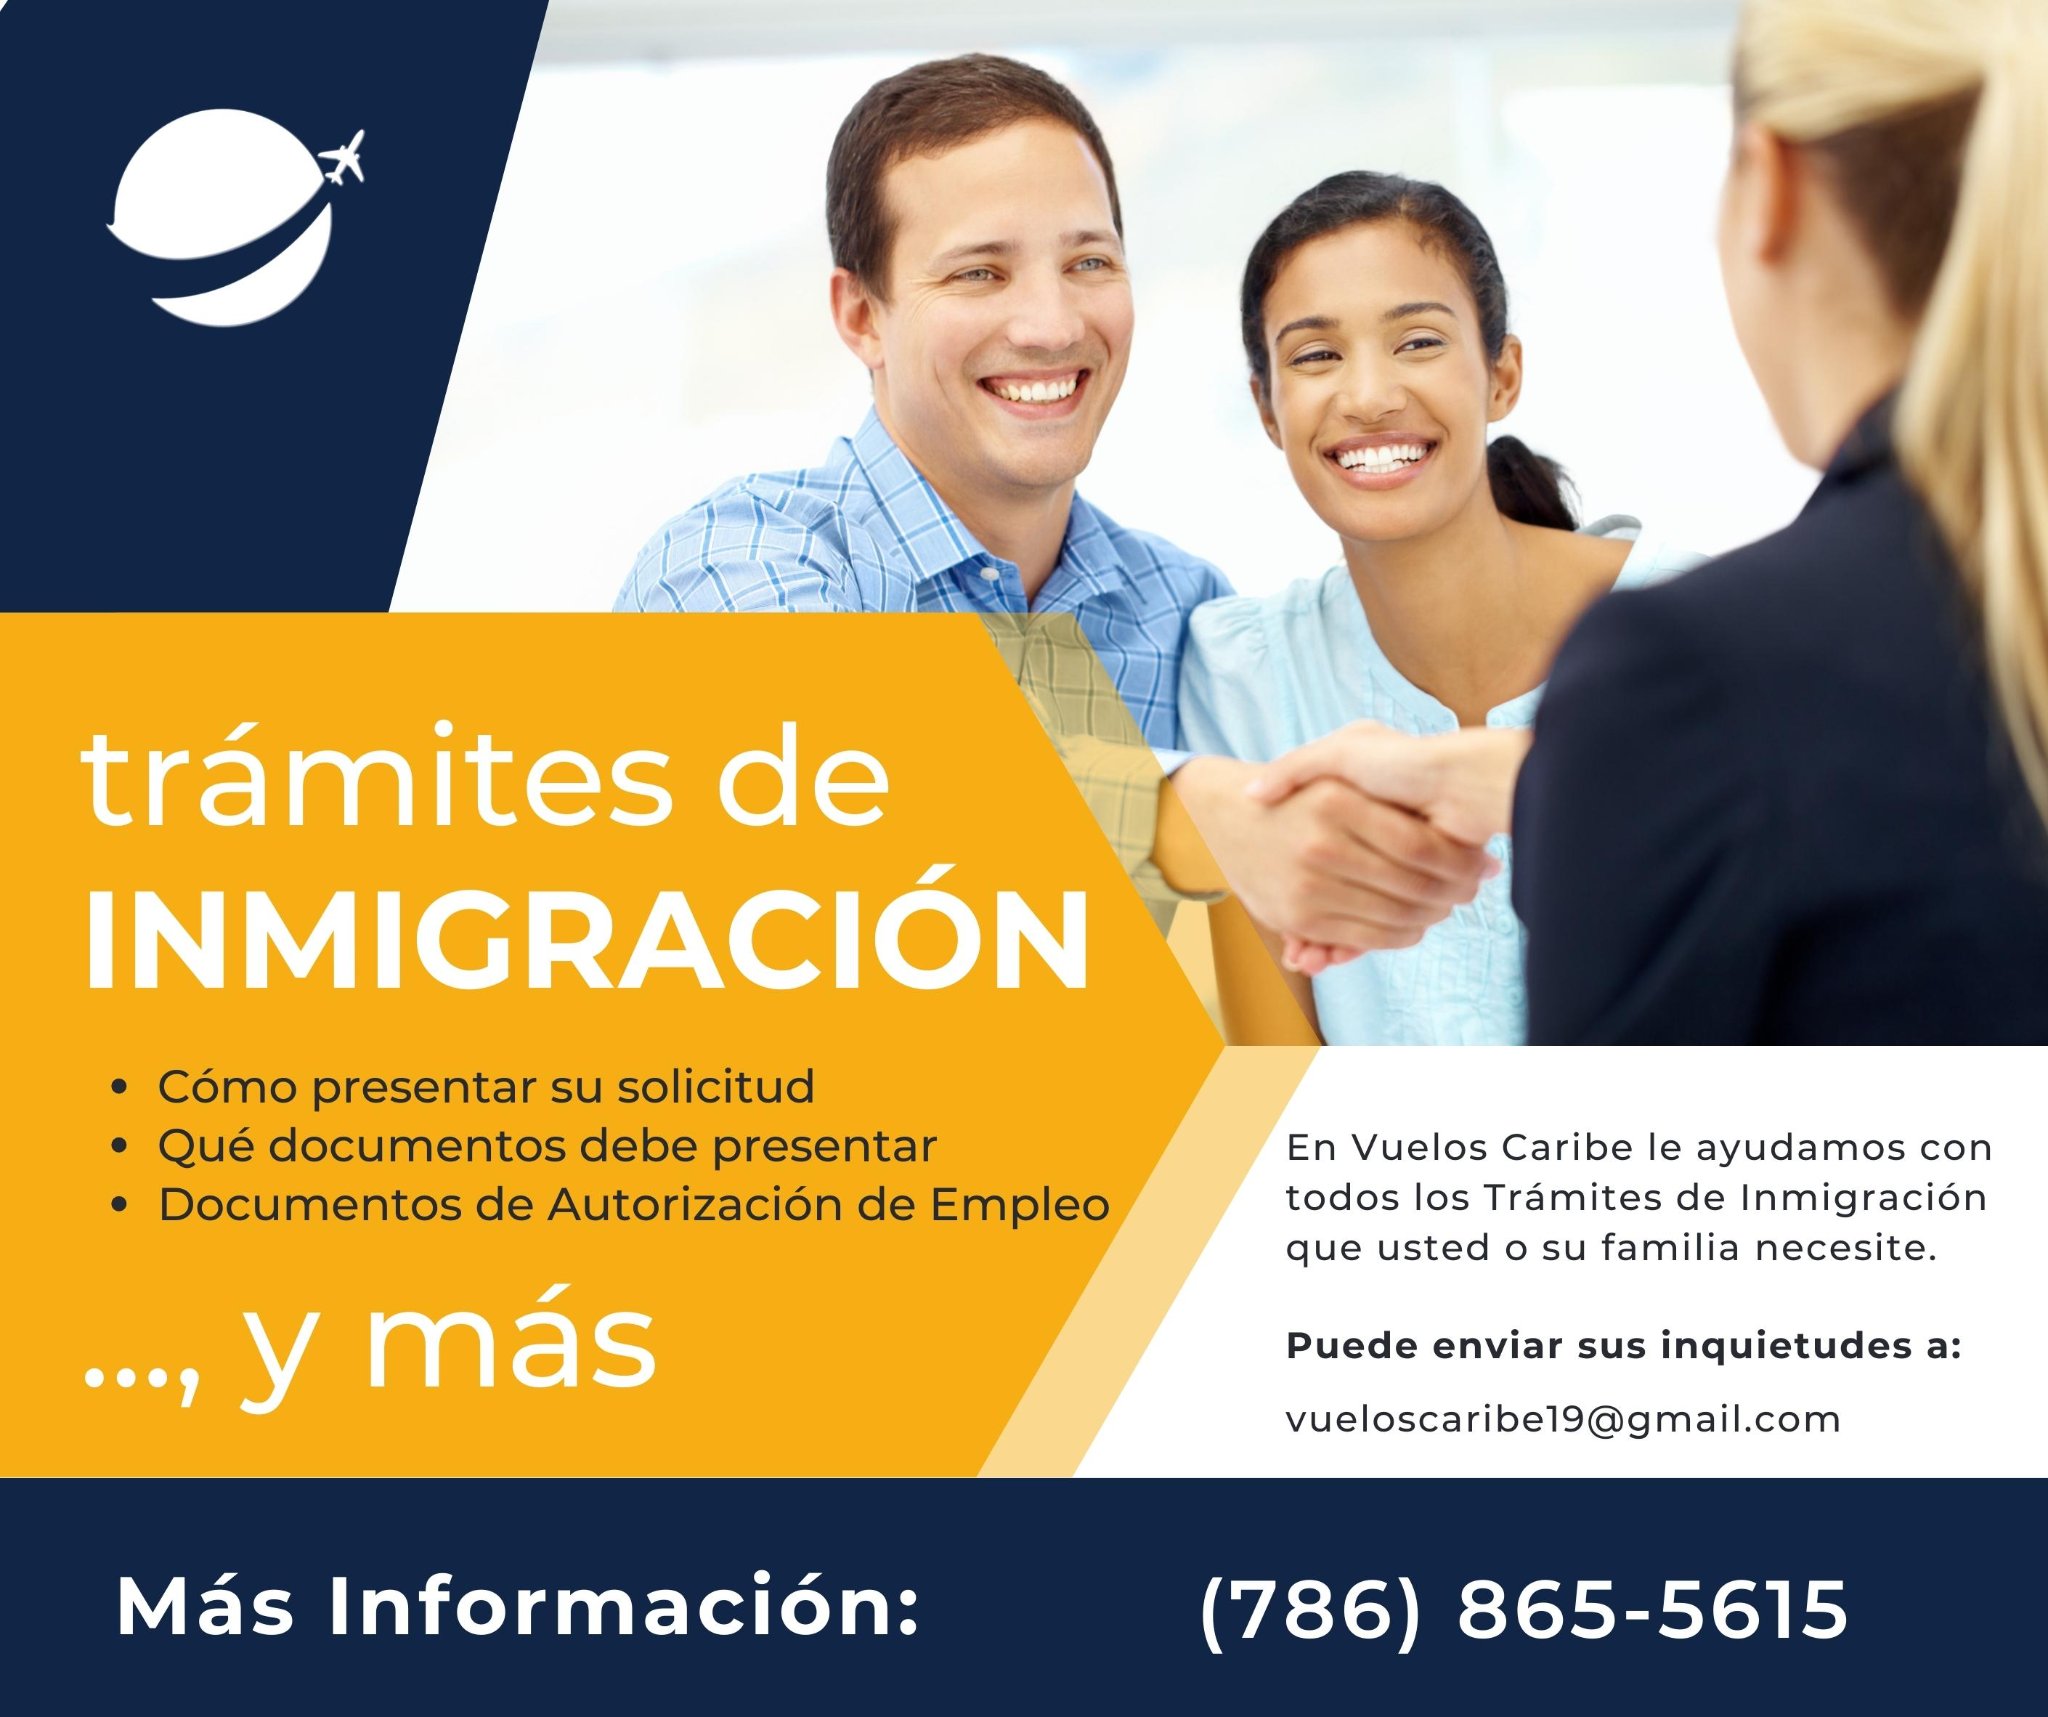 trámites de
INMIGRACIÓN
• Cómo presentar su solicitud
• Qué documentos debe presentar
• Documentos de Autorización de Empleo
..., y más
En Vuelos Caribe le ayudamos con
todos los Trámites de Inmigración
que usted o su familia necesite.
Puede enviar sus inquietudes a:
vueloscaribe19@gmail.com
Más Información: (786) 865-5615